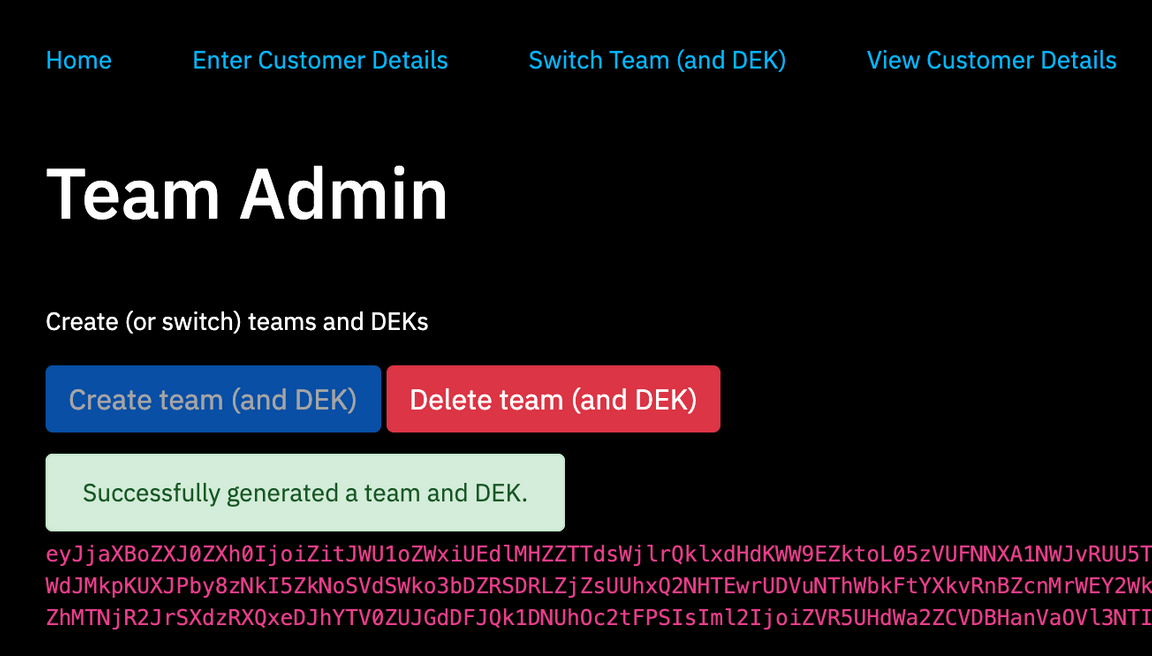 Home Enter Customer Details Switch Team (and DEK) View Customer Details
Team Admin
Create (or switch) teams and DEKs
Create team (and DEK) Delete team (and DEK)
Successfully generated a team and DEK.
eyJjaXBoZXJ0ZXh0IjoiZitJWU1oZWxiUEdlMHZZTTdsWjlrQklxdHdKWW9EZktoL05zVUFNNXA1NWJvRUU5T
WdJMkpKUXJPby8zNkI5ZkNoSVdSWko3bDZRSDRLZjZsUUhxQ2NHTEwrUDVuNThWbkFtYXkvRnBZcnMrWEY2Wk
ZhMTNjR2JrSXdzRXQxeDJhYTV0ZUJGdDFJQk1DNUhOc2tFPSIsIml2IjoiZVR5UHdWa2ZCVDBHanVaOVl3NTI